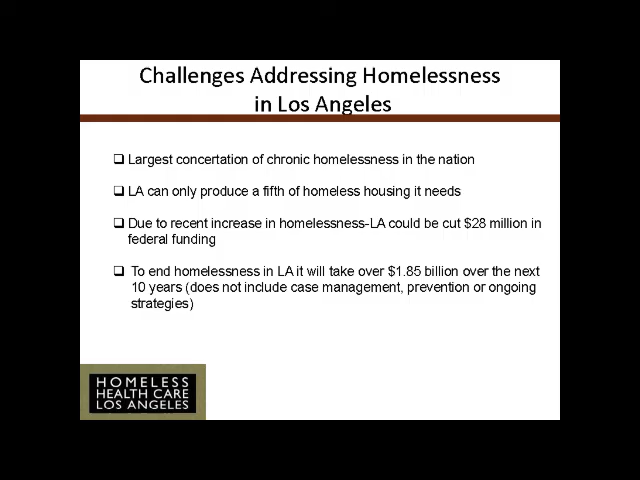 Challenges Addressing Homelessness
in Los Angeles
❑ Largest concertation of chronic homelessness in the nation
❑ LA can only produce a fifth of homeless housing it needs
❑ Due to recent increase in homelessness-LA could be cut $28 million in
federal funding
❑ To end homelessness in LA it will take over $1.85 billion over the next
10 years (does not include case management, prevention or ongoing
strategies)
HOMELESS
HEALTH CARE
LOS ANGELES